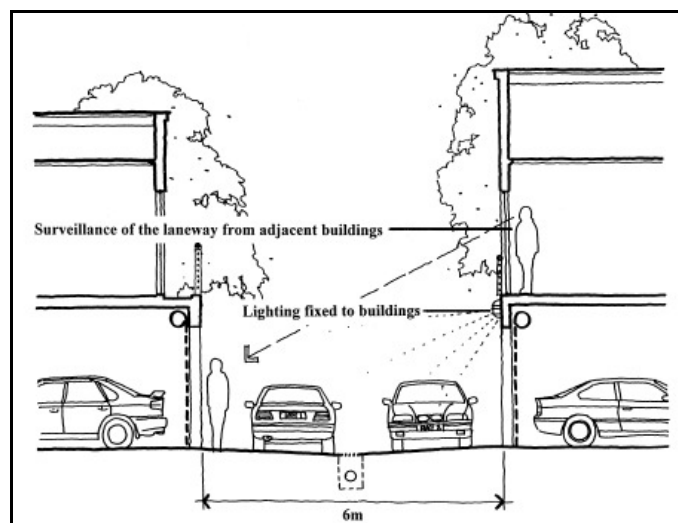 Surveillance of the laneway from adjacent buildings
Lighting fixed to buildings
6m